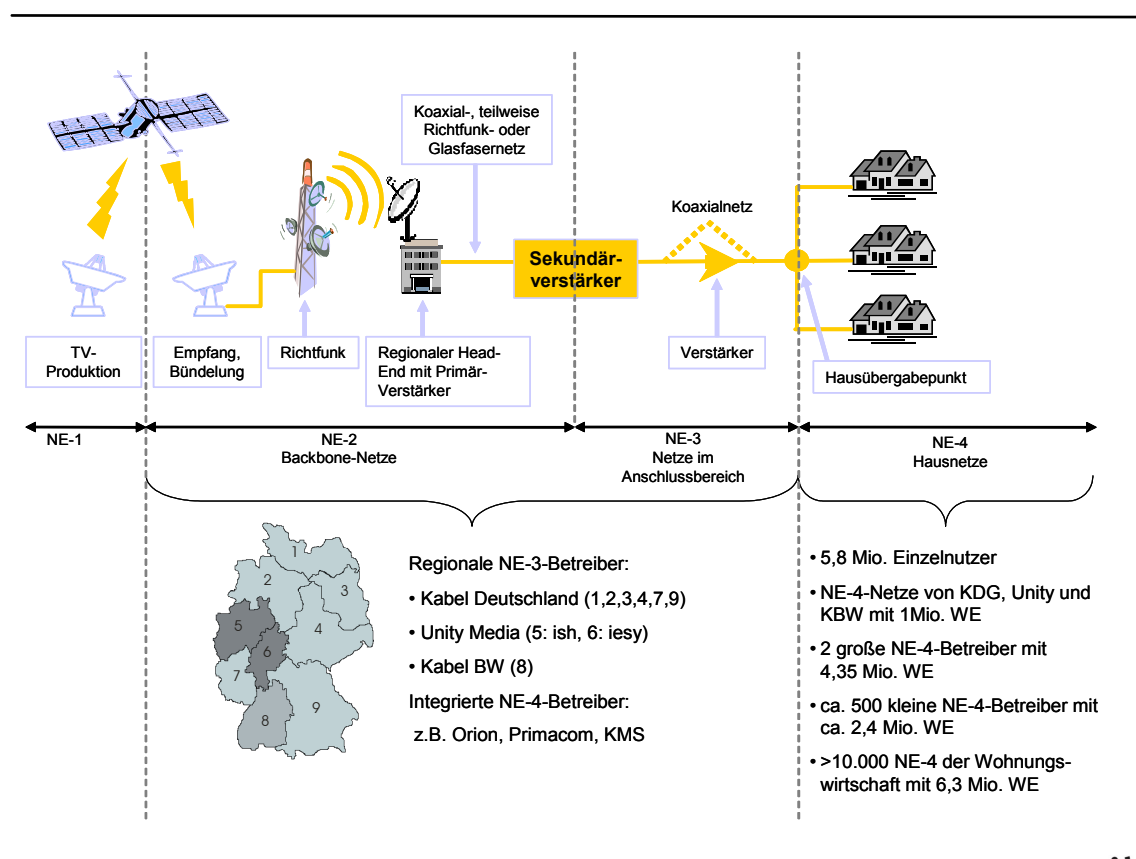 Koaxial-, teilweise
Richtfunk- oder
Glasfasernetz
Koaxialnetz
Sekundär-
verstärker
TV-
Produktion
Empfang,
Bündelung
Richtfunk
Regionaler Head-
End mit Primär-
Verstärker
Verstärker
Hausübergabepunkt
NE-1
NE-2
Backbone-Netze
NE-3
Netze im
Anschlussbereich
NE-4
Hausnetze
1
2
3
4
5
6
7
8
9
Regionale NE-3-Betreiber:
• Kabel Deutschland (1,2,3,4,7,9)
• Unity Media (5: ish, 6: iesy)
• Kabel BW (8)
Integrierte NE-4-Betreiber:
z.B. Orion, Primacom, KMS
• 5,8 Mio. Einzelnutzer
• NE-4-Netze von KDG, Unity und
KBW mit 1Mio. WE
• 2 große NE-4-Betreiber mit
4,35 Mio. WE
• ca. 500 kleine NE-4-Betreiber mit
ca. 2,4 Mio. WE
• >10.000 NE-4 der Wohnungs-
wirtschaft mit 6,3 Mio. WE